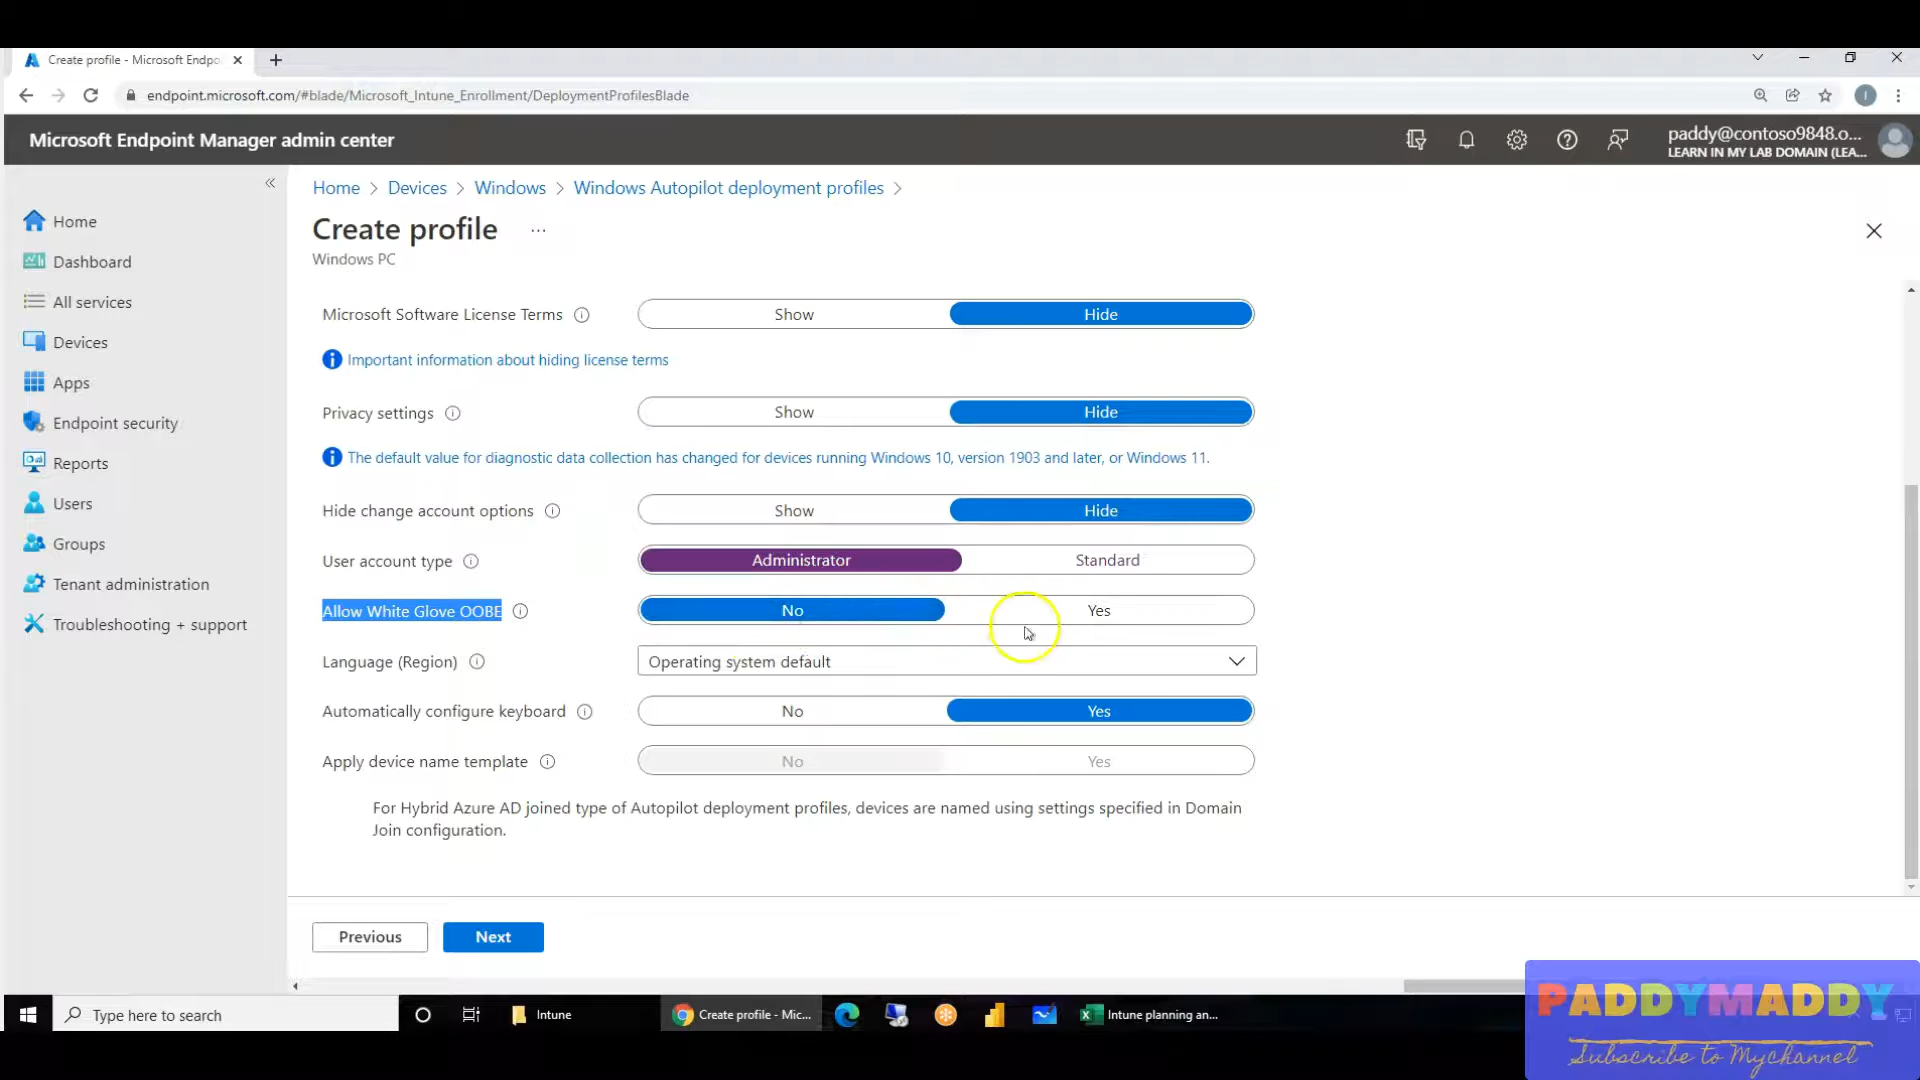 Create profile - Microsoft Endpo
endpoint.microsoft.com/#blade/Microsoft_Intune_Enrollment/DeploymentProfilesBlade
Microsoft Endpoint Manager admin center
paddy@contoso9848.o...
LEARN IN MY LAB DOMAIN (LEA...
Home
Dashboard
All services
Devices
Apps
Endpoint security
Reports
Users
Groups
Tenant administration
Troubleshooting + support
Home > Devices > Windows > Windows Autopilot deployment profiles >
Create profile ...
Windows PC
Microsoft Software License Terms Show Hide
Important information about hiding license terms
Privacy settings Show Hide
The default value for diagnostic data collection has changed for devices running Windows 10, version 1903 and later, or Windows 11.
Hide change account options Show Hide
User account type Administrator Standard
Allow White Glove OOBE No Yes
Language (Region) Operating system default
Automatically configure keyboard No Yes
Apply device name template No Yes
For Hybrid Azure AD joined type of Autopilot deployment profiles, devices are named using settings specified in Domain
Join configuration.
Previous Next
Type here to search
Intune
Create profile - Mic...
Intune planning an...
PADDYMADDY
Subscribe to Mychannel